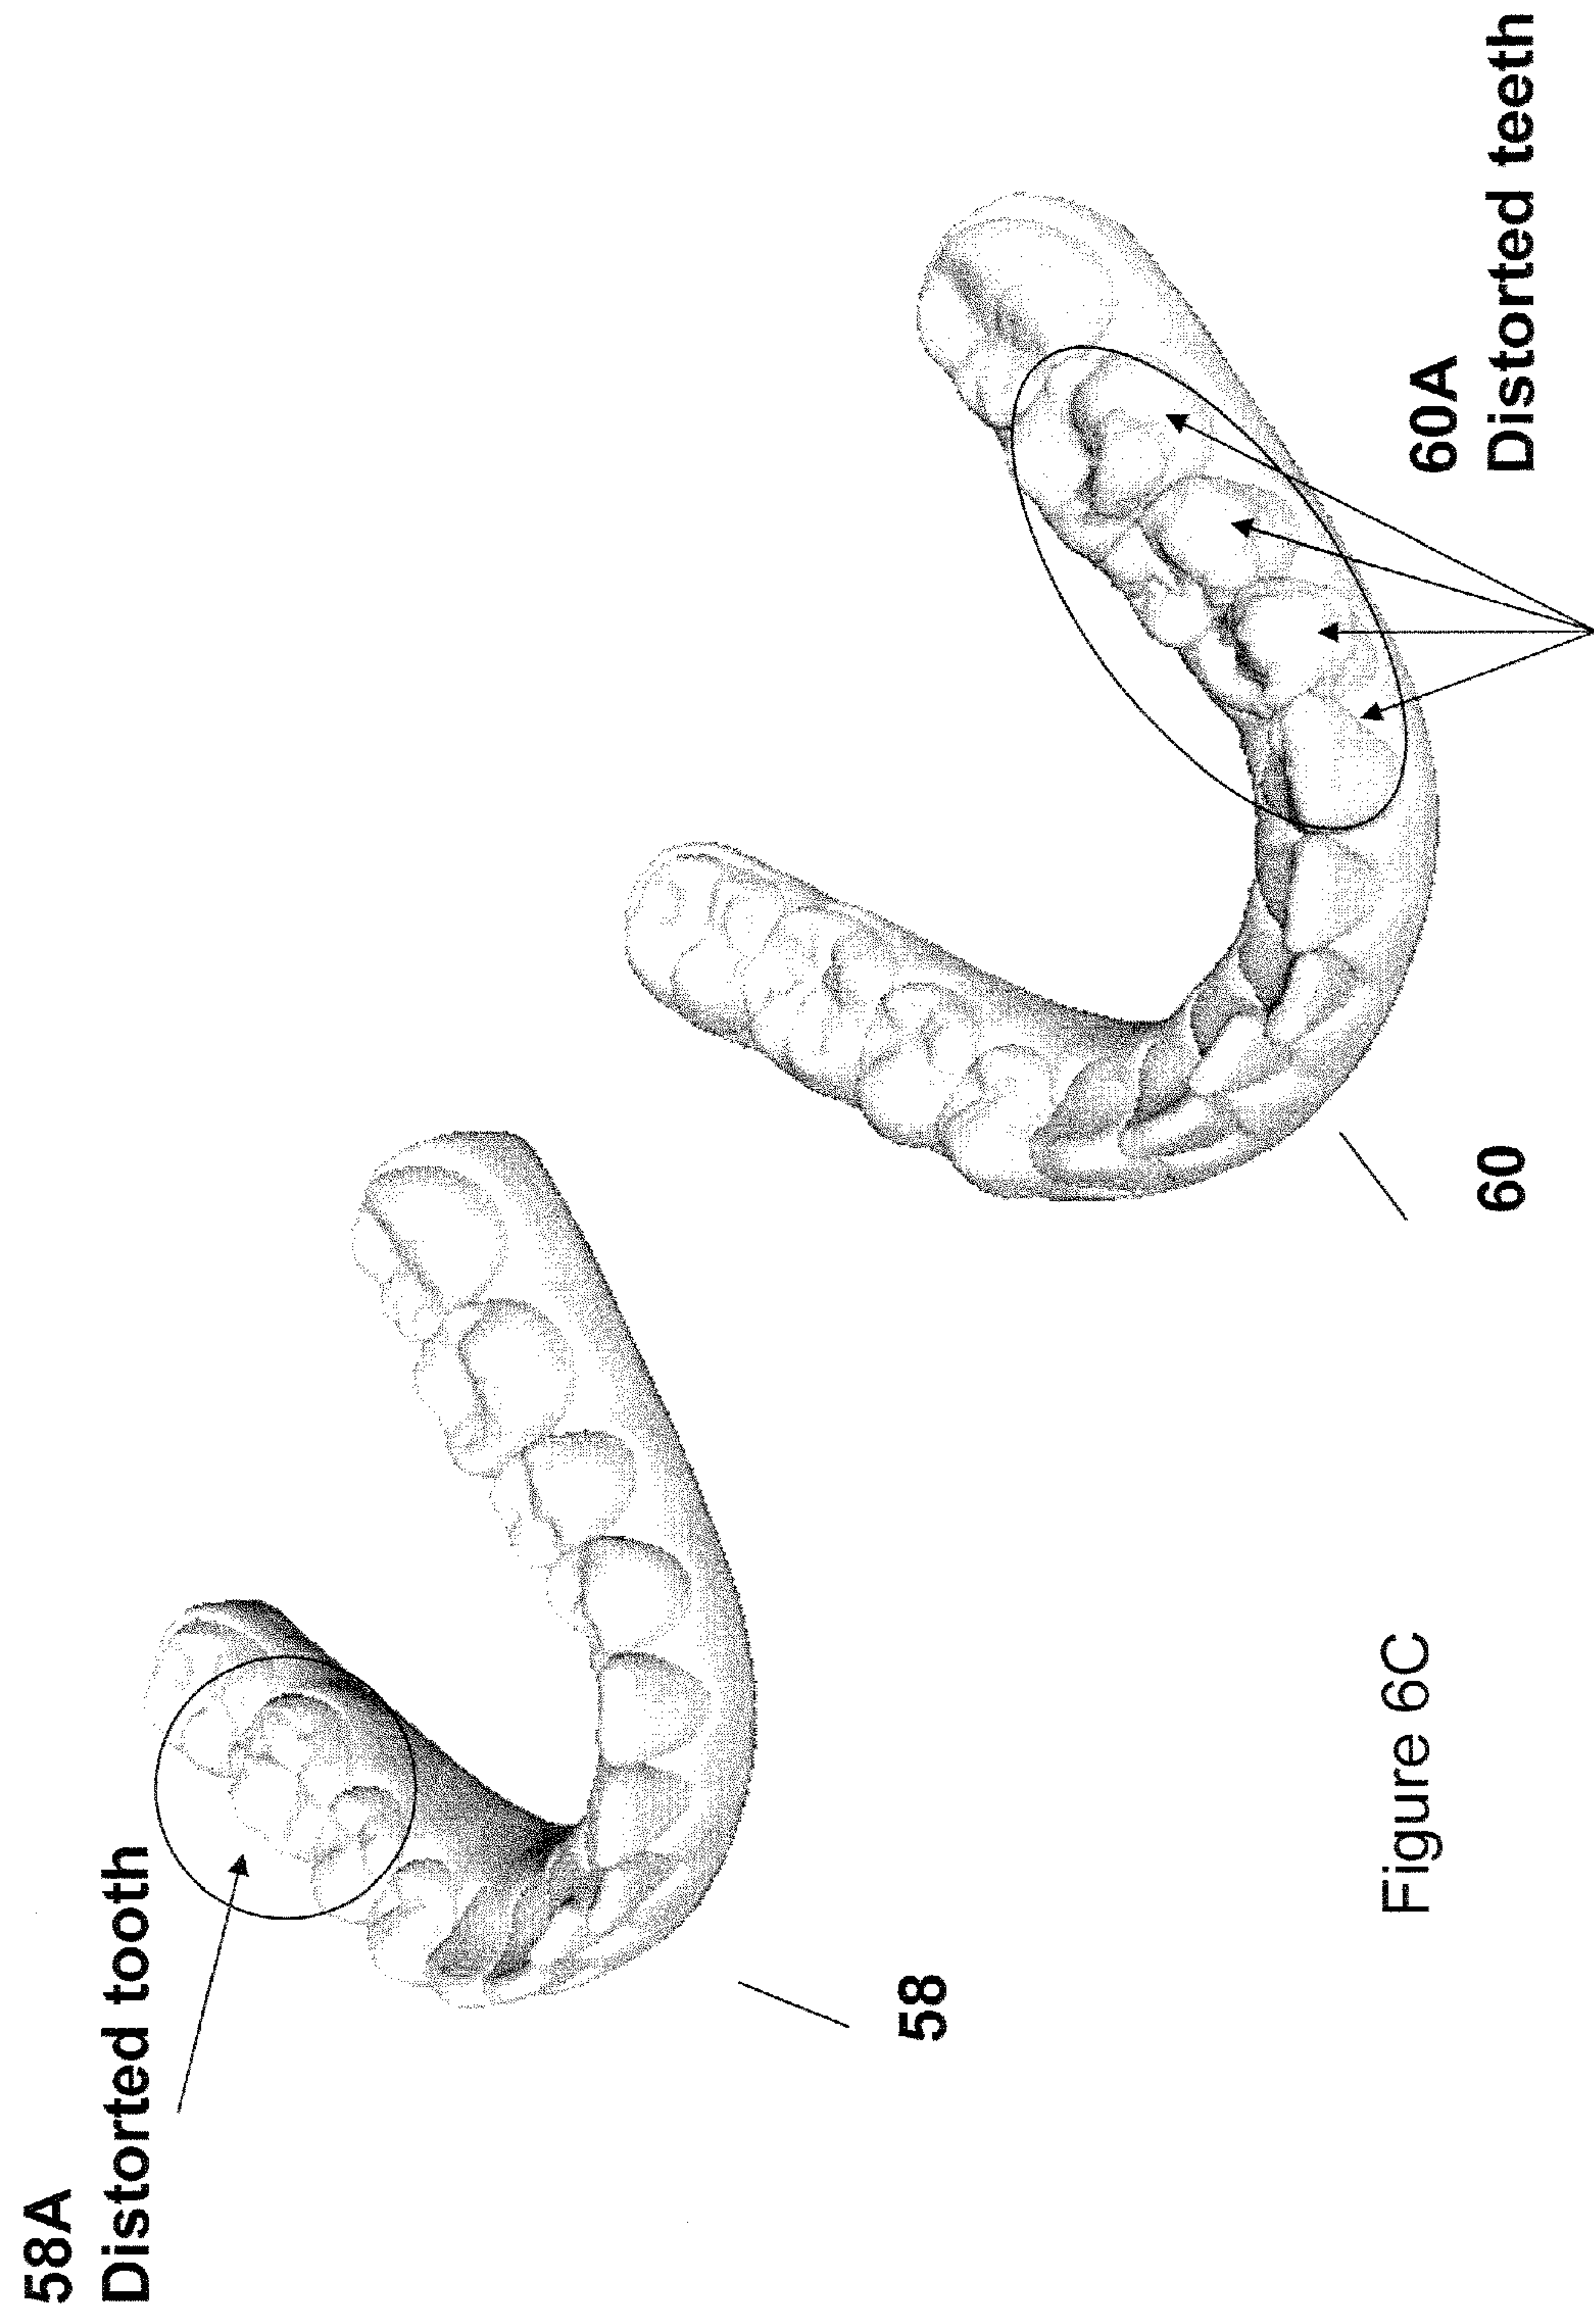 58A
Distorted tooth
58
60
60A
Distorted teeth
Figure 6C